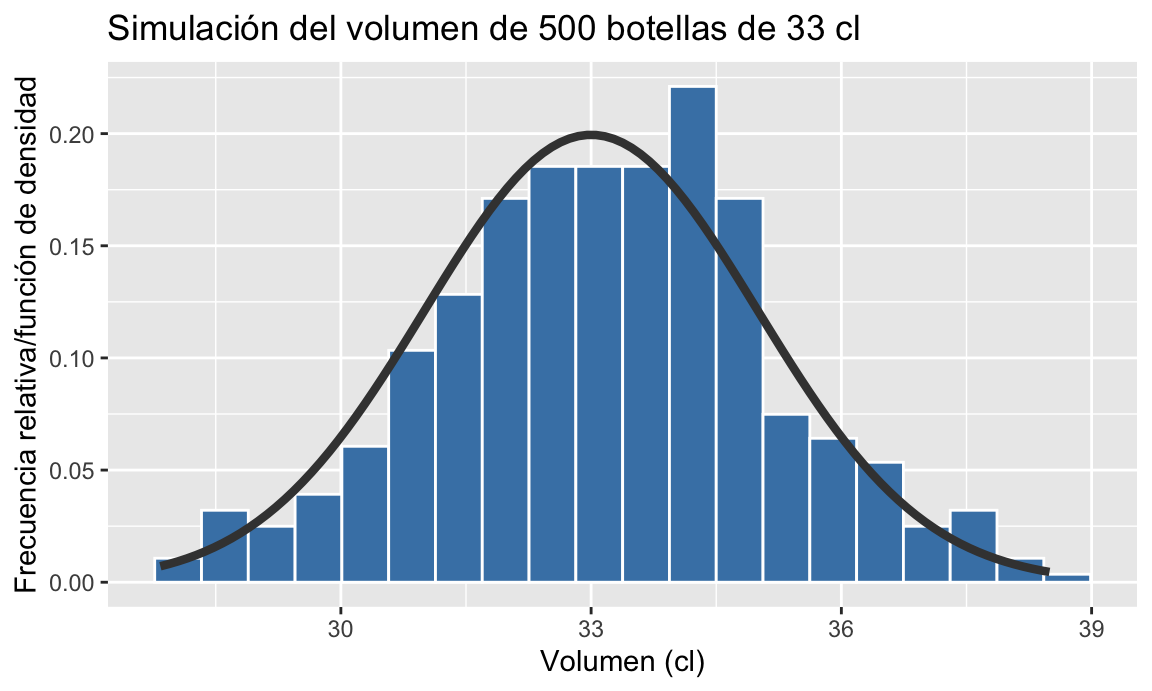 Simulación del volumen de 500 botellas de 33 cl
Frecuencia relativa/función de densidad
0.20
0.15
0.10
0.05
0.00
30 33 36 39
Volumen (cl)